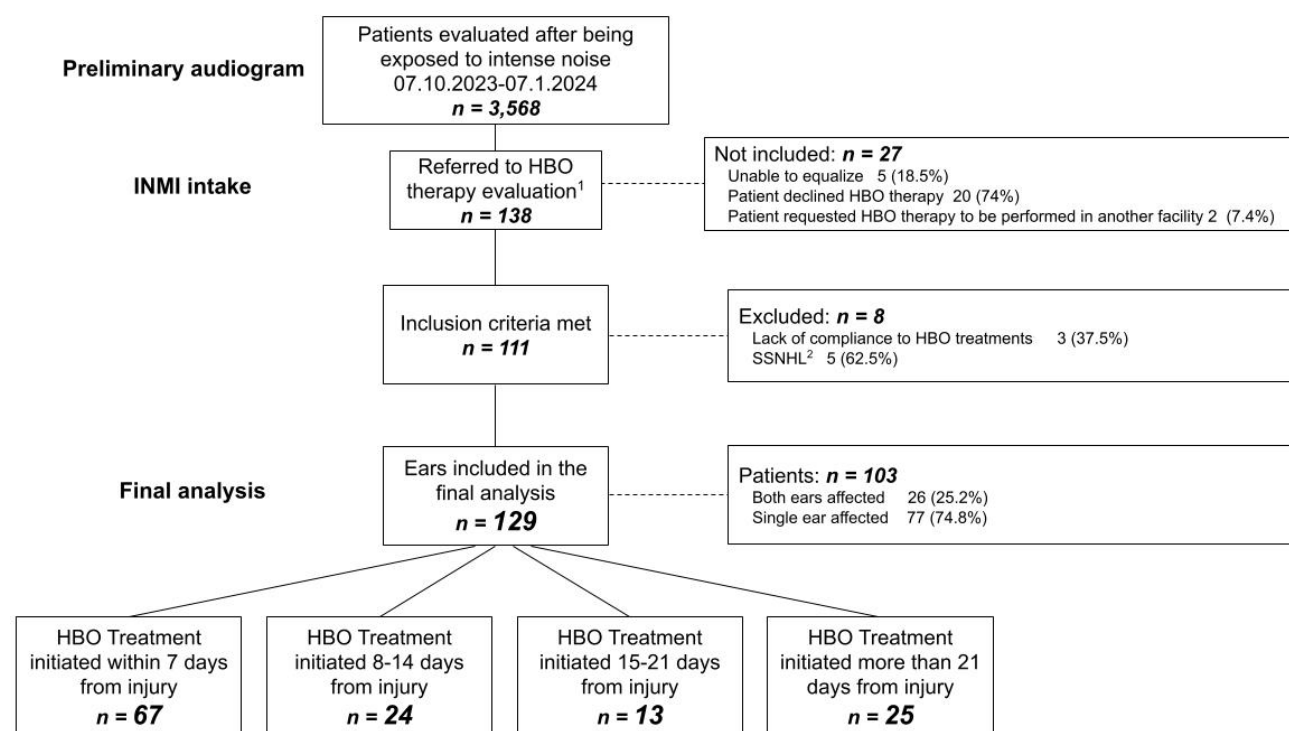 Preliminary audiogram
Patients evaluated after being
exposed to intense noise
07.10.2023-07.1.2024
n = 3,568
INMI intake
Referred to HBO
therapy evaluation¹
n = 138
Not included: n = 27
Unable to equalize 5 (18.5%)
Patient declined HBO therapy 20 (74%)
Patient requested HBO therapy to be performed in another facility 2 (7.4%)
Inclusion criteria met
n = 111
Excluded: n = 8
Lack of compliance to HBO treatments 3 (37.5%)
SSNHL² 5 (62.5%)
Final analysis
Ears included in the
final analysis
n = 129
Patients: n = 103
Both ears affected 26 (25.2%)
Single ear affected 77 (74.8%)
HBO Treatment
initiated within 7 days
from injury
n = 67
HBO Treatment
initiated 8-14 days
from injury
n = 24
HBO Treatment
initiated 15-21 days
from injury
n = 13
HBO Treatment
initiated more than 21
days from injury
n = 25